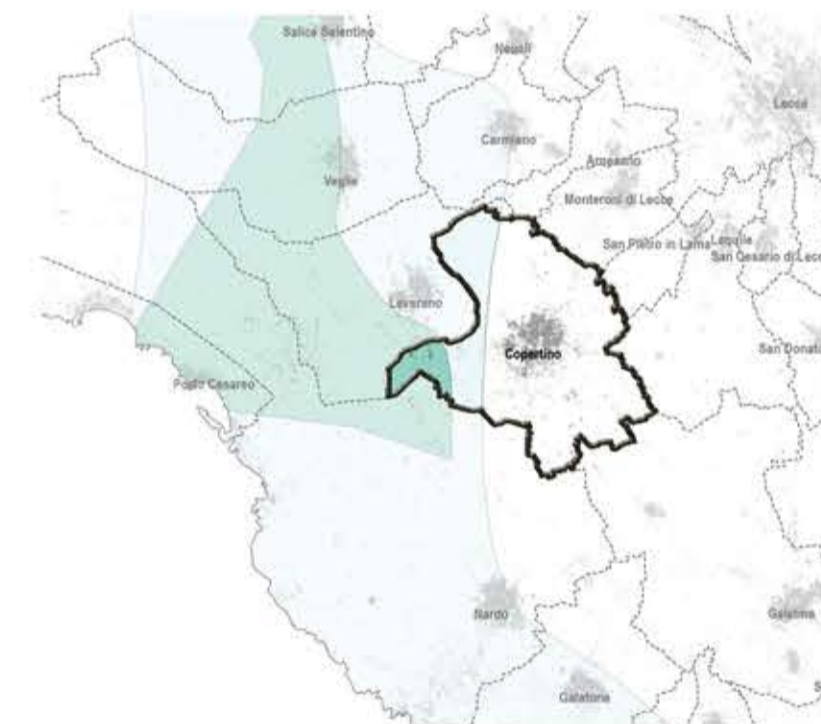 Salice Salentino
Novoli
Lecce
Carmiano
Arnesano
Veglie
Monteroni di Lecce
San Pietro in Lama
Lequile
San Cesario di Lecc
Leverano
Copertino
San Donato
Porto Cesareo
Nardò
Galatina
Galatone
S